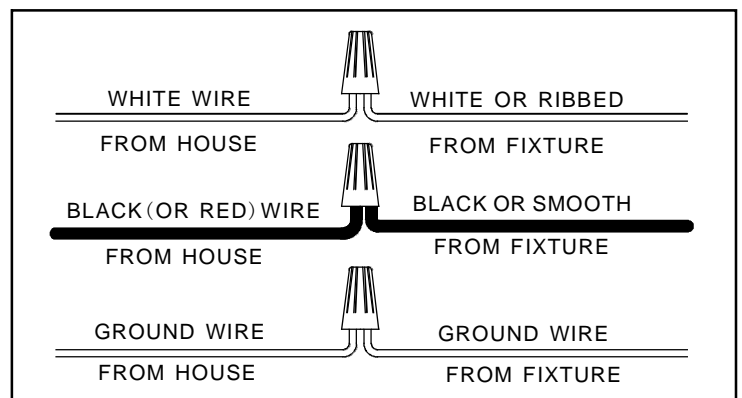 WHITE WIRE
WHITE OR RIBBED
FROM HOUSE
FROM FIXTURE
BLACK(OR RED)WIRE
BLACK OR SMOOTH
FROM HOUSE
FROM FIXTURE
GROUND WIRE
GROUND WIRE
FROM HOUSE
FROM FIXTURE